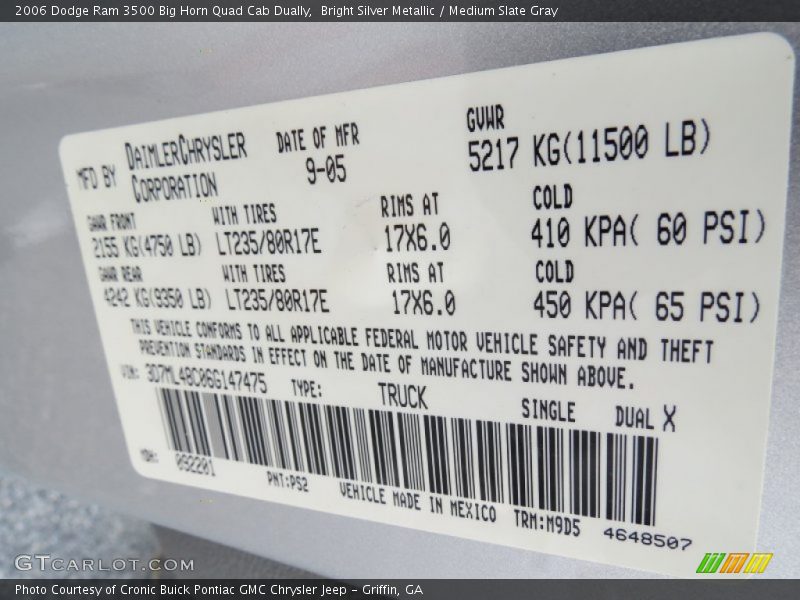 2006 Dodge Ram 3500 Big Horn Quad Cab Dually, Bright Silver Metallic / Medium Slate Gray
MFD BY DAIMLERCHRYSLER CORPORATION DATE OF MFR 9-05 GVWR 5217 KG(11500 LB)
GAWR FRONT WITH TIRES RIMS AT COLD
2155 KG(4750 LB) LT235/80R17E 17X6.0 410 KPA( 60 PSI)
GAWR REAR WITH TIRES RIMS AT COLD
4242 KG(9350 LB) LT235/80R17E 17X6.0 450 KPA( 65 PSI)
THIS VEHICLE CONFORMS TO ALL APPLICABLE FEDERAL MOTOR VEHICLE SAFETY AND THEFT
PREVENTION STANDARDS IN EFFECT ON THE DATE OF MANUFACTURE SHOWN ABOVE.
VIN: 3D7ML48C86G147475 TYPE: TRUCK SINGLE DUAL X
MDH: 092201 PNT:PS2 VEHICLE MADE IN MEXICO TRM:M9D5 4648507
GTCARLOT.COM
Photo Courtesy of Cronic Buick Pontiac GMC Chrysler Jeep - Griffin, GA